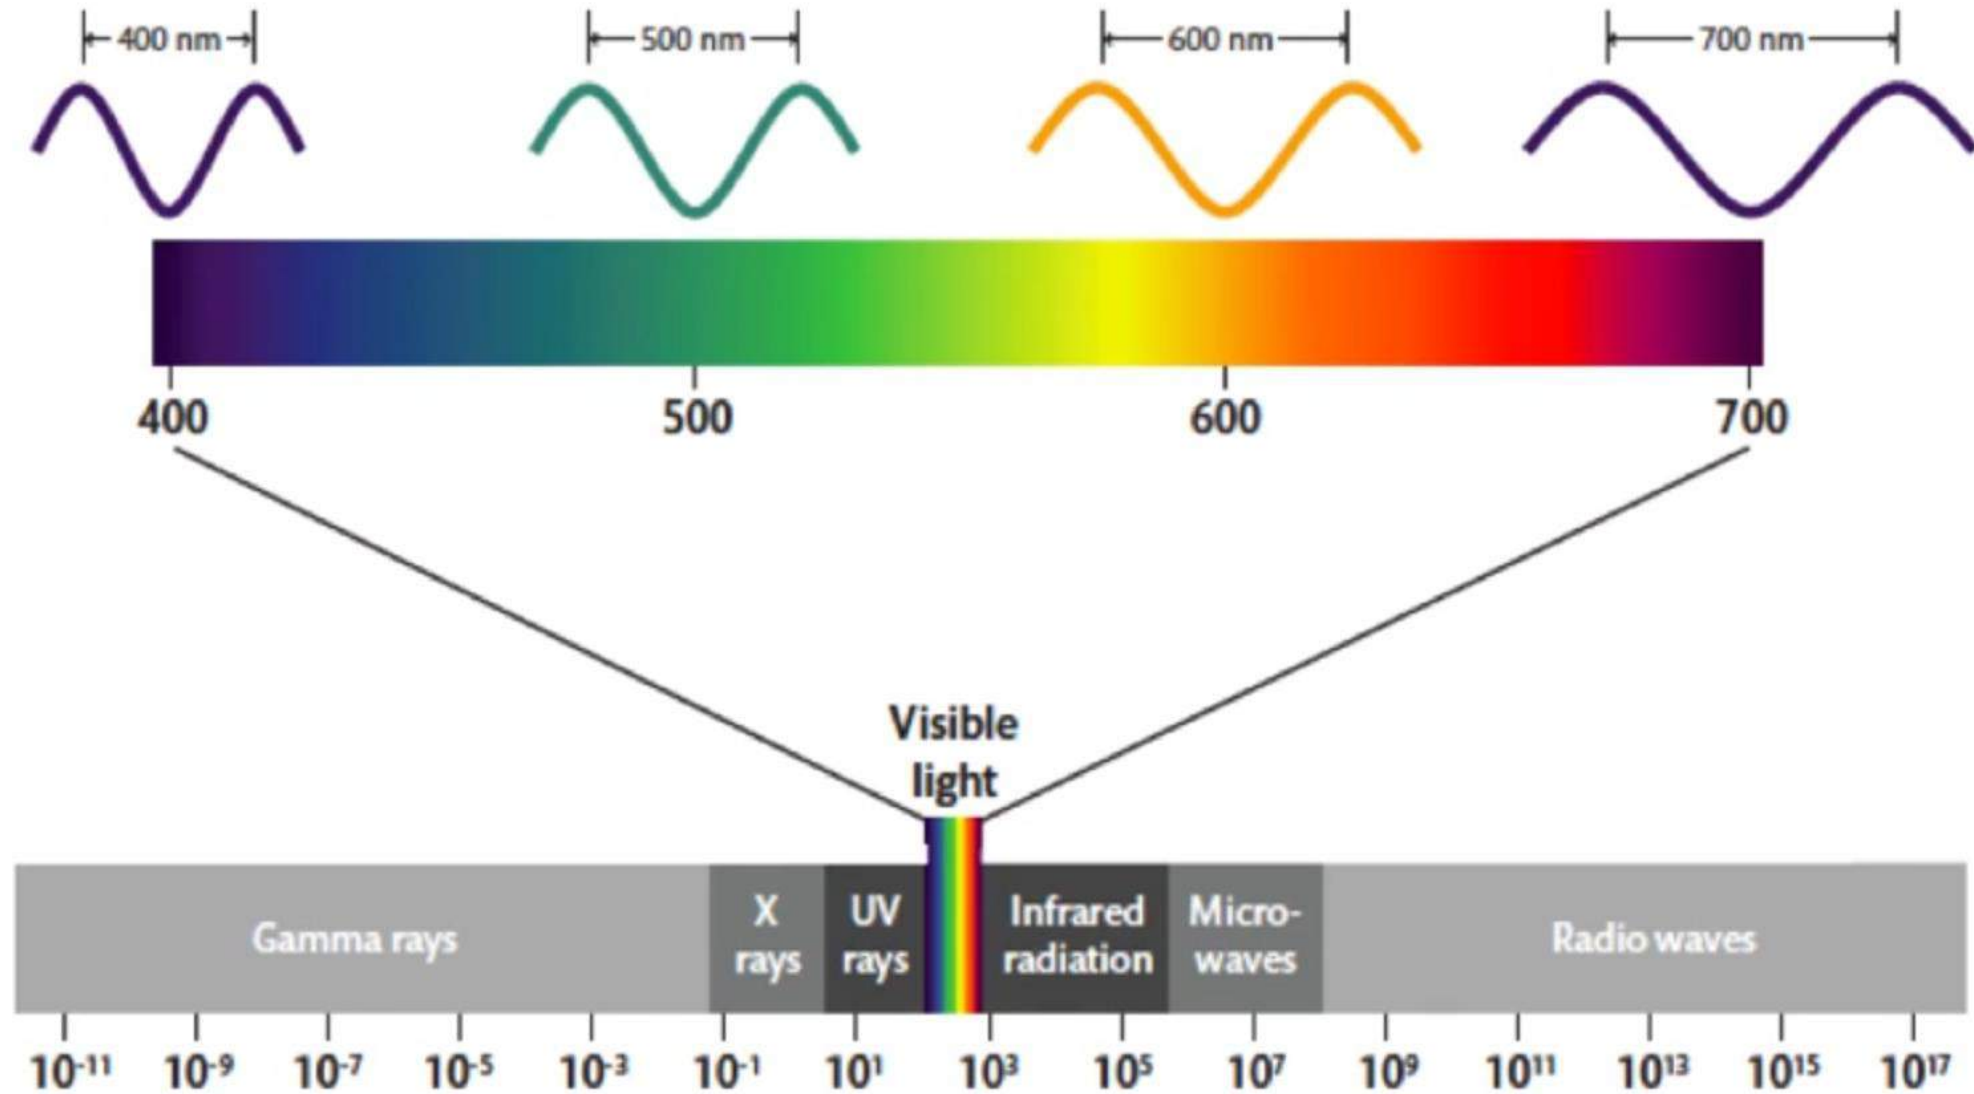 400 nm
500 nm
600 nm
700 nm
400
500
600
700
Visible
light
Gamma rays
X
rays
UV
rays
Infrared
radiation
Micro-
waves
Radio waves
10⁻¹¹ 10⁻⁹ 10⁻⁷ 10⁻⁵ 10⁻³ 10⁻¹ 10¹ 10³ 10⁵ 10⁷ 10⁹ 10¹¹ 10¹³ 10¹⁵ 10¹⁷